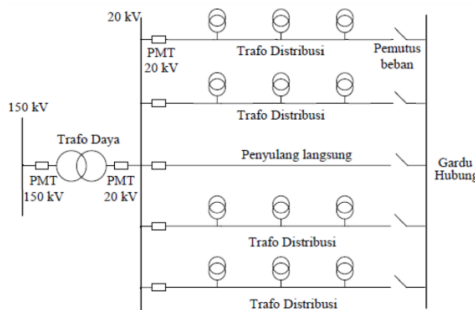 20 kV
PMT
20 kV
Trafo Distribusi
Pemutus
beban
150 kV
Trafo Daya
Trafo Distribusi
PMT
150 kV
PMT
20 kV
Penyulang langsung
Gardu
Hubung
Trafo Distribusi
Trafo Distribusi